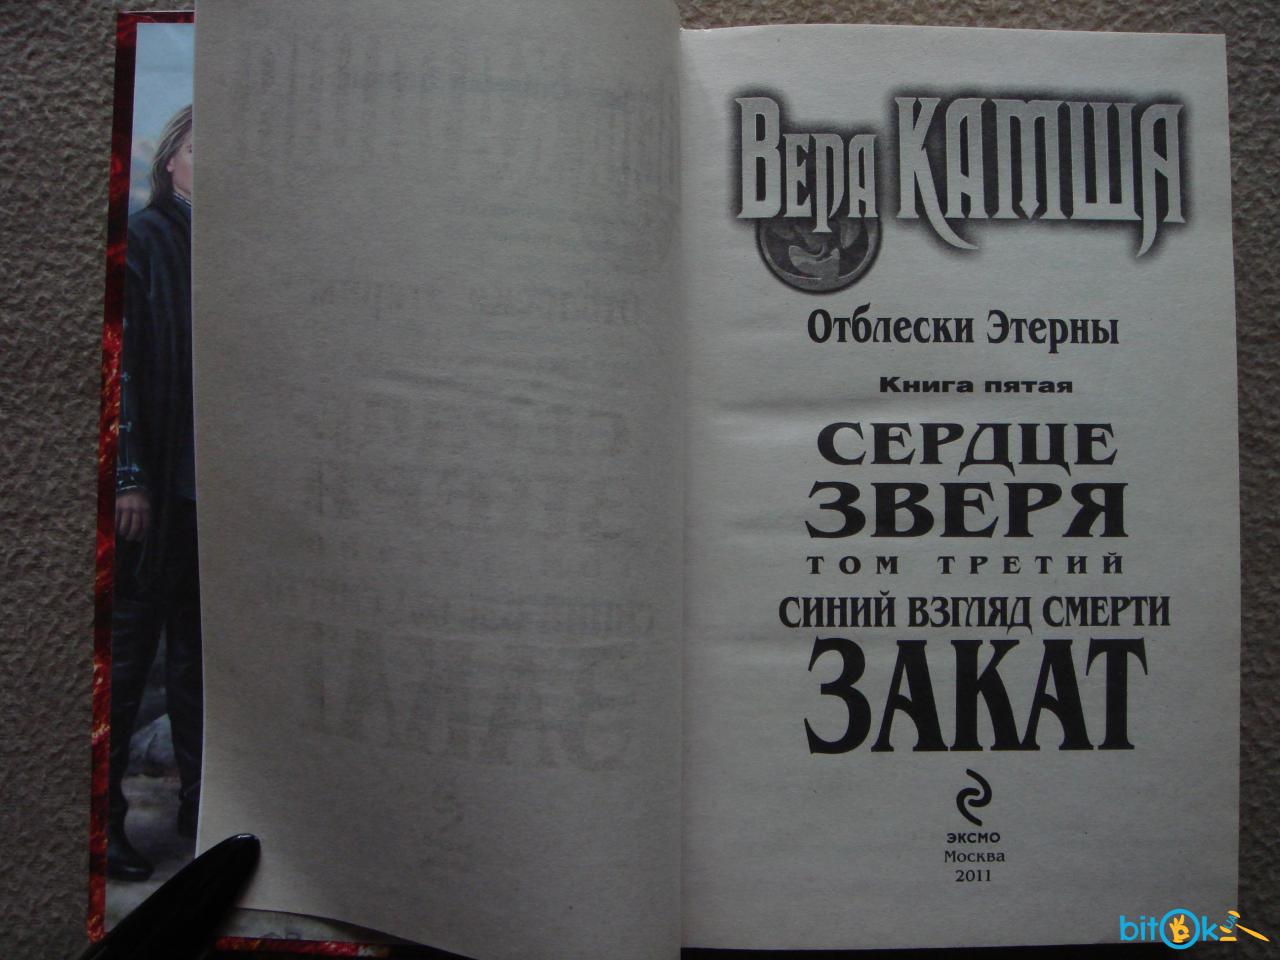 Вера КАМША
Отблески Этерны
Книга пятая
СЕРДЦЕ
ЗВЕРЯ
ТОМ ТРЕТИЙ
СИНИЙ ВЗГЛЯД СМЕРТИ
ЗАКАТ
ЭКСМО
Москва
2011
bitok